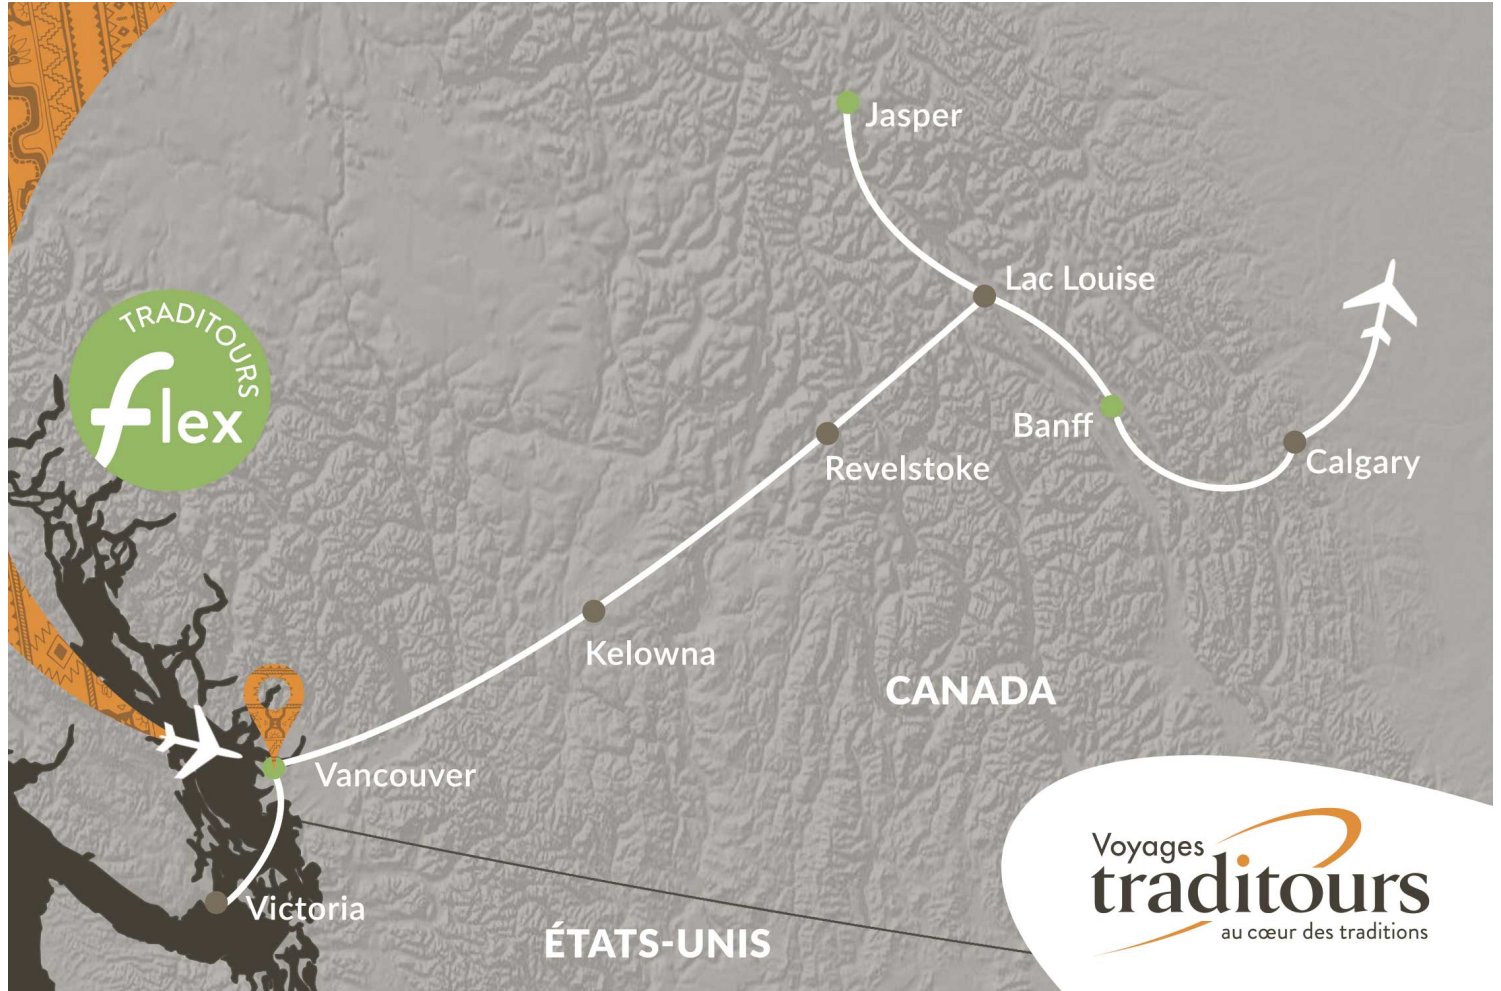 Jasper
Lac Louise
TRADITOURS
flex
Banff
Calgary
Revelstoke
Kelowna
CANADA
Vancouver
Victoria
ÉTATS-UNIS
Voyages
traditours
au cœur des traditions